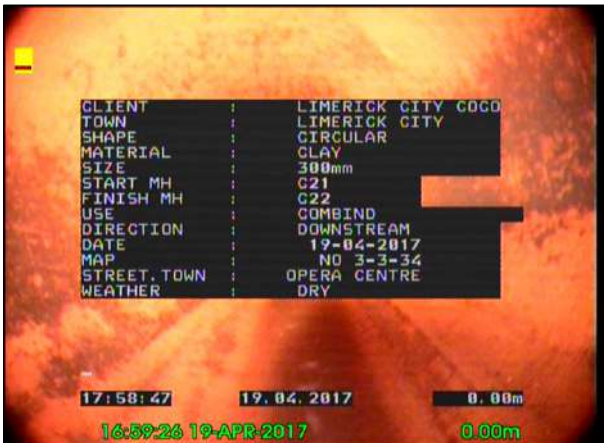 CLIENT : LIMERICK CITY COCO
TOWN : LIMERICK CITY
SHAPE : CIRCULAR
MATERIAL : CLAY
SIZE : 300mm
START MH : C21
FINISH MH : C22
USE : COMBIND
DIRECTION : DOWNSTREAM
DATE : 19-04-2017
MAP : NO 3-3-34
STREET.TOWN : OPERA CENTRE
WEATHER : DRY
17:58:47 19.04.2017 0.00m
16:59:26 19-APR-2017 0.00m